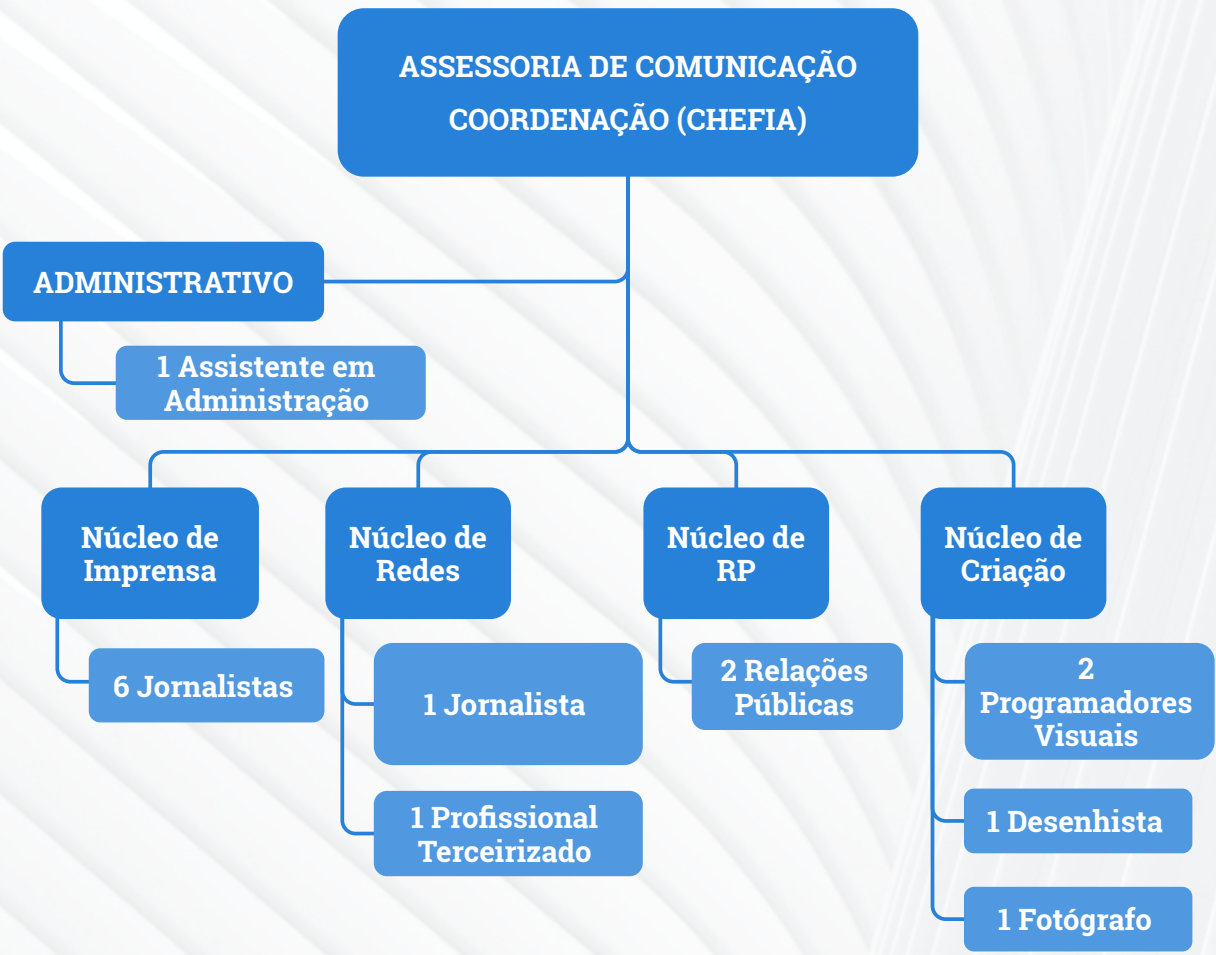 ASSESSORIA DE COMUNICAÇÃO
COORDENAÇÃO (CHEFIA)
ADMINISTRATIVO
1 Assistente em
Administração
Núcleo de
Imprensa
6 Jornalistas
Núcleo de
Redes
1 Jornalista
1 Profissional
Terceirizado
Núcleo de
RP
2 Relações
Públicas
Núcleo de
Criação
2
Programadores
Visuais
1 Desenhista
1 Fotógrafo